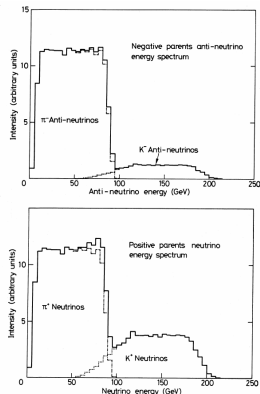 15
10
5
0
Intensity (arbitrary units)
Negative parents anti-neutrino
energy spectrum
π⁻ Anti-neutrinos
K⁻ Anti-neutrinos
0 50 100 150 200 250
Anti-neutrino energy (GeV)
10
5
Intensity (arbitrary units)
Positive parents neutrino
energy spectrum
π⁺ Neutrinos
K⁺ Neutrinos
0 50 100 150 200 250
Neutrino energy (GeV)